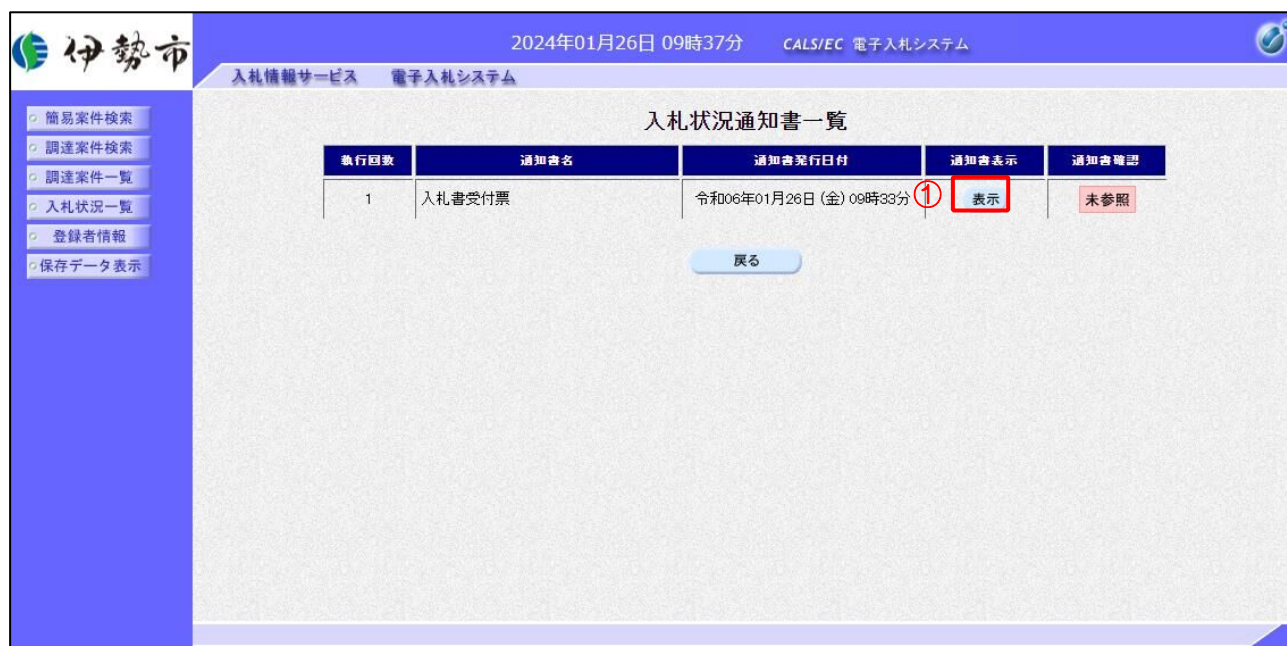 伊勢市
2024年01月26日 09時37分 CALS/EC 電子入札システム
入札情報サービス 電子入札システム
簡易案件検索
調達案件検索
調達案件一覧
入札状況一覧
登録者情報
保存データ表示
入札状況通知書一覧
執行回数 通知書名 通知書発行日付 通知書表示 通知書確認
1 入札書受付票 令和06年01月26日 (金) 09時33分 ① 表示 未参照
戻る